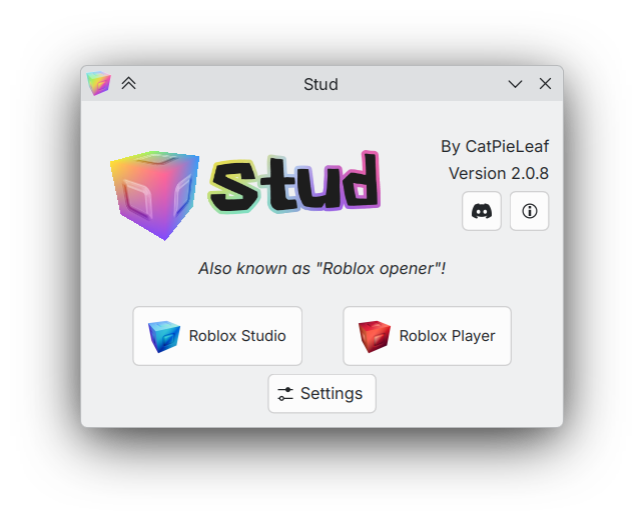 Stud
Stud
By CatPieLeaf
Version 2.0.8
Also known as "Roblox opener"!
Roblox Studio
Roblox Player
Settings